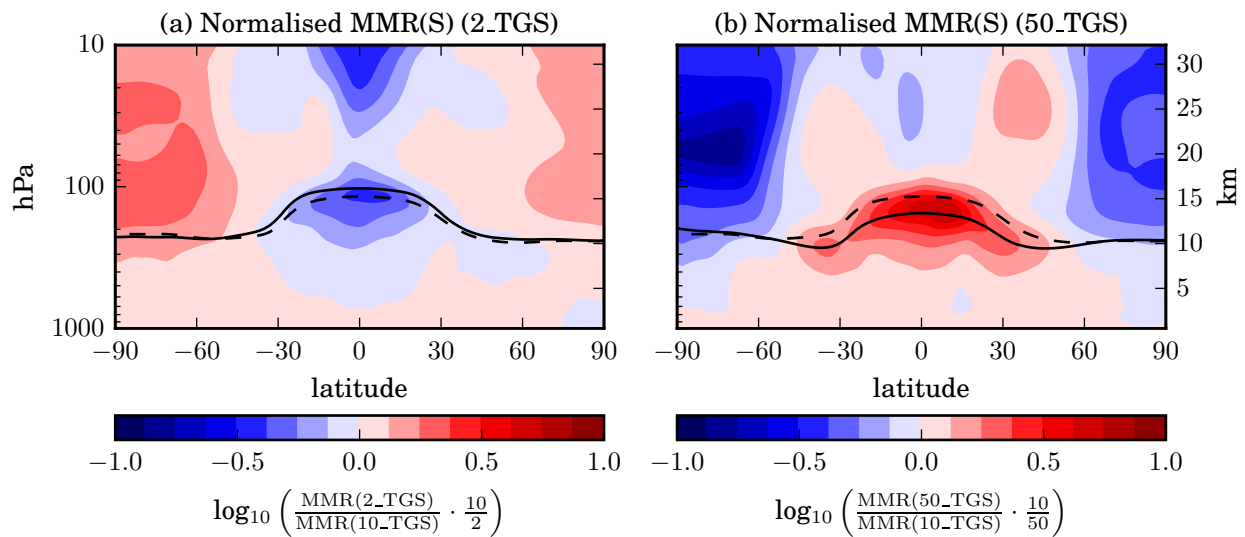 (a) Normalised MMR(S) (2_TGS)
(b) Normalised MMR(S) (50_TGS)
10
100
1000
hPa
30
25
20
15
10
5
km
−90 −60 −30 0 30 60 90
−90 −60 −30 0 30 60 90
latitude
latitude
−1.0 −0.5 0.0 0.5 1.0
−1.0 −0.5 0.0 0.5 1.0
log₁₀ ( MMR(2_TGS) / MMR(10_TGS) · 10 / 2 )
log₁₀ ( MMR(50_TGS) / MMR(10_TGS) · 10 / 50 )